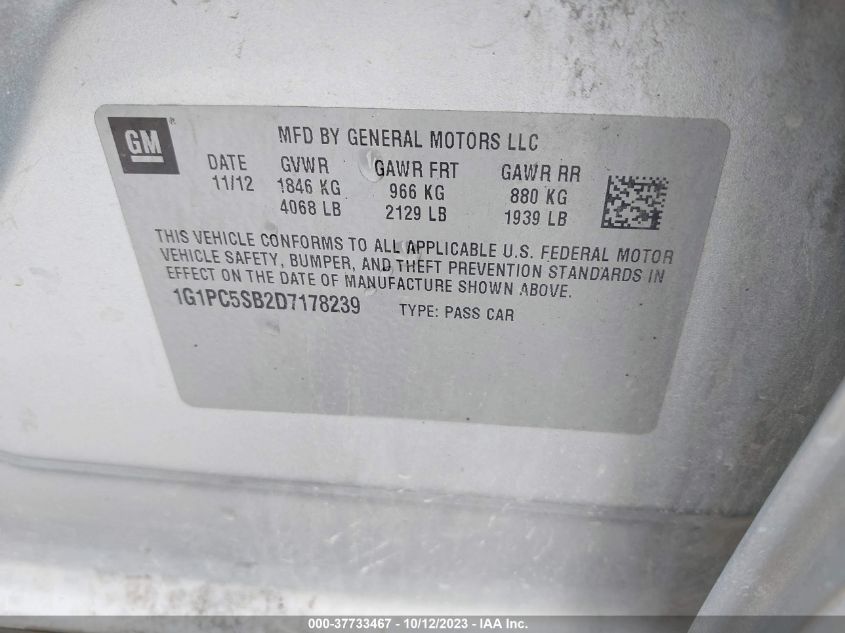 GM ®
MFD BY GENERAL MOTORS LLC
DATE GVWR GAWR FRT GAWR RR
11/12 1846 KG 966 KG 880 KG
4068 LB 2129 LB 1939 LB
THIS VEHICLE CONFORMS TO ALL APPLICABLE U.S. FEDERAL MOTOR
VEHICLE SAFETY, BUMPER, AND THEFT PREVENTION STANDARDS IN
EFFECT ON THE DATE OF MANUFACTURE SHOWN ABOVE.
1G1PC5SB2D7178239 TYPE: PASS CAR
000-37733467 - 10/12/2023 - IAA Inc.